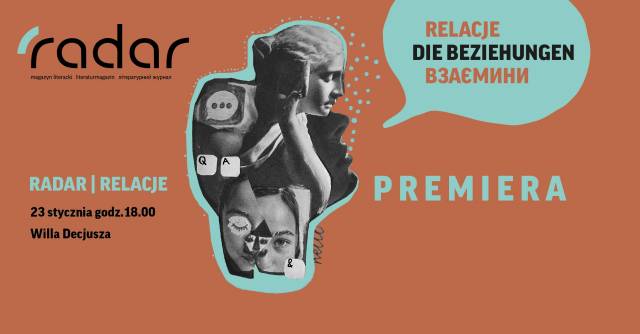 radar
magazyn literacki literaturmagazin літературний журнал
RELACJE
DIE BEZIEHUNGEN
ВЗАЄМИНИ
Q A
&
RADAR | RELACJE
23 stycznia godz.18.00
Willa Decjusza
PREMIERA